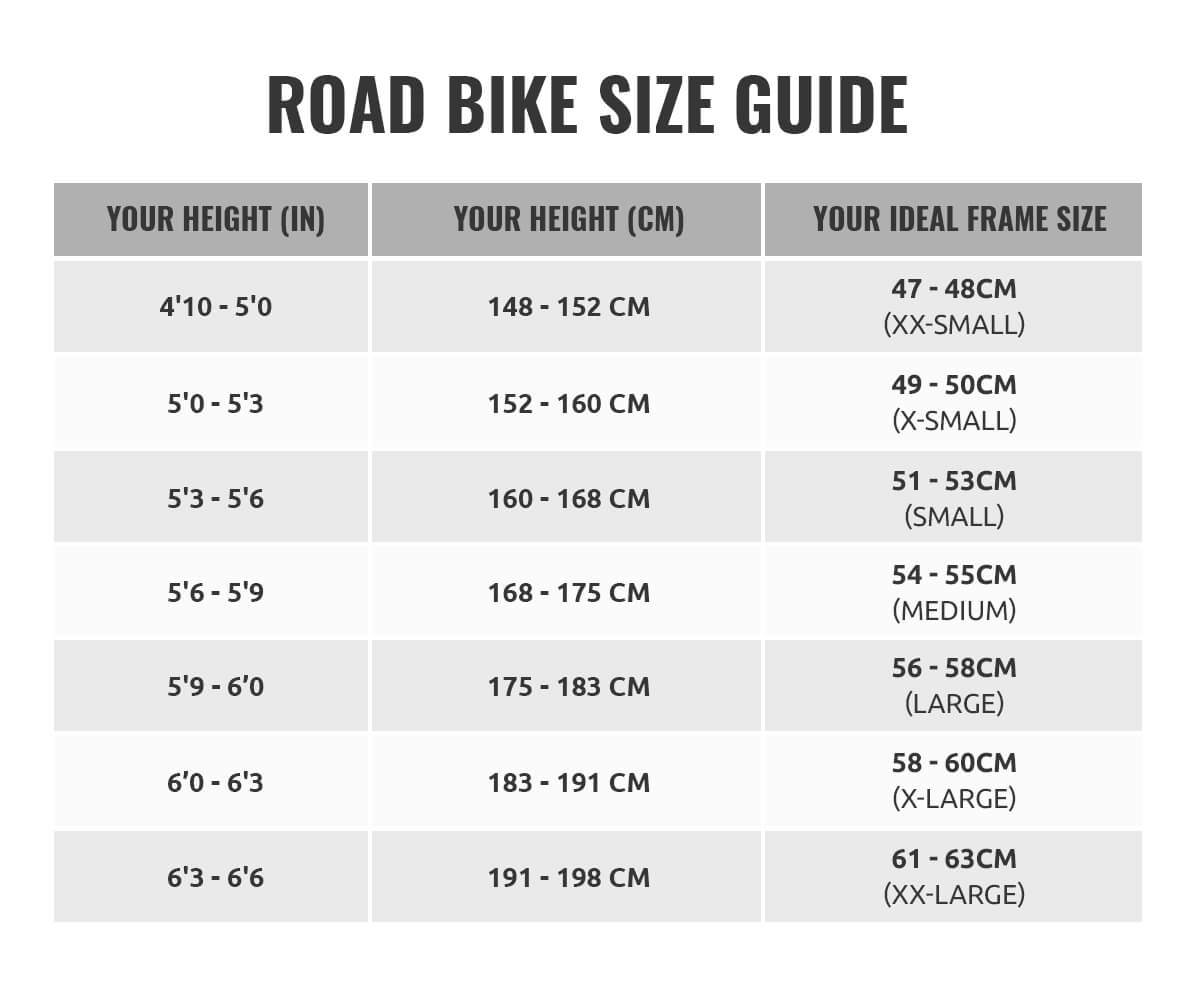 ROAD BIKE SIZE GUIDE
YOUR HEIGHT (IN) YOUR HEIGHT (CM) YOUR IDEAL FRAME SIZE
4'10 - 5'0 148 - 152 CM 47 - 48CM
(XX-SMALL)
5'0 - 5'3 152 - 160 CM 49 - 50CM
(X-SMALL)
5'3 - 5'6 160 - 168 CM 51 - 53CM
(SMALL)
5'6 - 5'9 168 - 175 CM 54 - 55CM
(MEDIUM)
5'9 - 6’0 175 - 183 CM 56 - 58CM
(LARGE)
6’0 - 6'3 183 - 191 CM 58 - 60CM
(X-LARGE)
6'3 - 6'6 191 - 198 CM 61 - 63CM
(XX-LARGE)